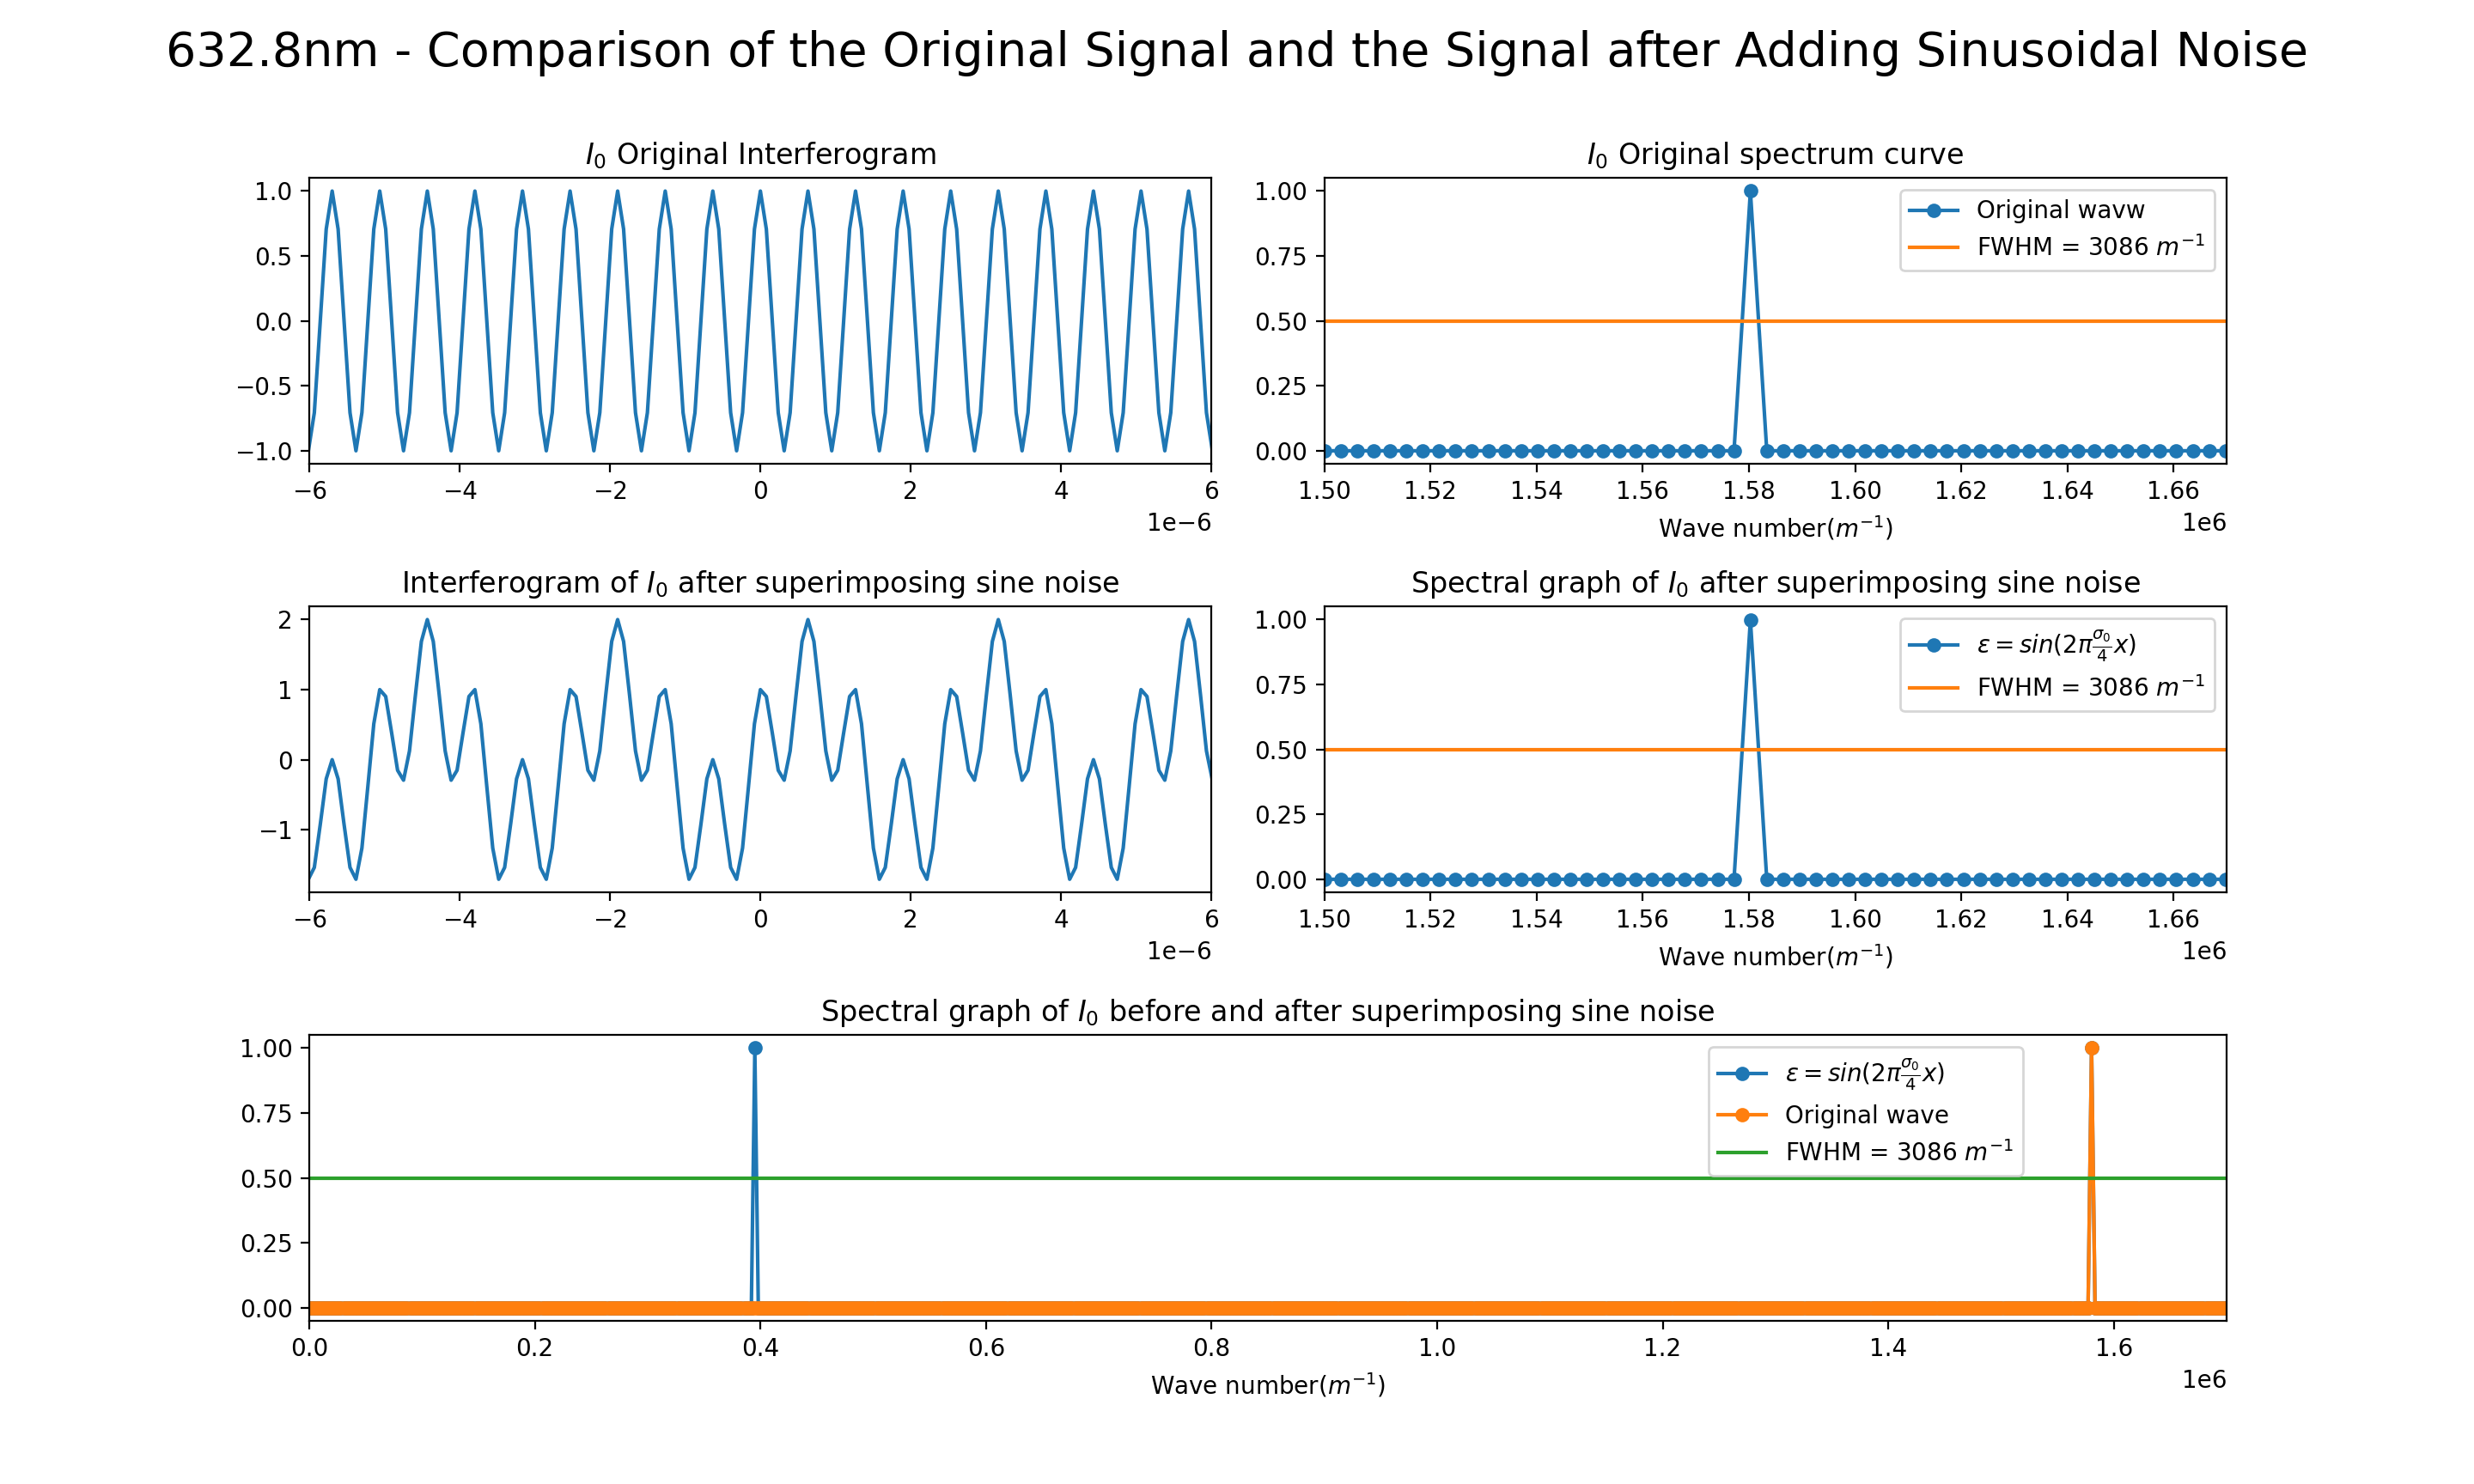 632.8nm - Comparison of the Original Signal and the Signal after Adding Sinusoidal Noise
I₀ Original Interferogram
1.0
0.5
0.0
−0.5
−1.0
−6 −4 −2 0 2 4 6
1e−6
I₀ Original spectrum curve
1.00
0.75
0.50
0.25
0.00
Original wavw
FWHM = 3086 m⁻¹
1.50 1.52 1.54 1.56 1.58 1.60 1.62 1.64 1.66
Wave number(m⁻¹)
1e6
Interferogram of I₀ after superimposing sine noise
2
1
0
−1
−6 −4 −2 0 2 4 6
1e−6
Spectral graph of I₀ after superimposing sine noise
1.00
0.75
0.50
0.25
0.00
ε = sin(2π σ₀/4 x)
FWHM = 3086 m⁻¹
1.50 1.52 1.54 1.56 1.58 1.60 1.62 1.64 1.66
Wave number(m⁻¹)
1e6
Spectral graph of I₀ before and after superimposing sine noise
1.00
0.75
0.50
0.25
0.00
ε = sin(2π σ₀/4 x)
Original wave
FWHM = 3086 m⁻¹
0.0 0.2 0.4 0.6 0.8 1.0 1.2 1.4 1.6
Wave number(m⁻¹)
1e6